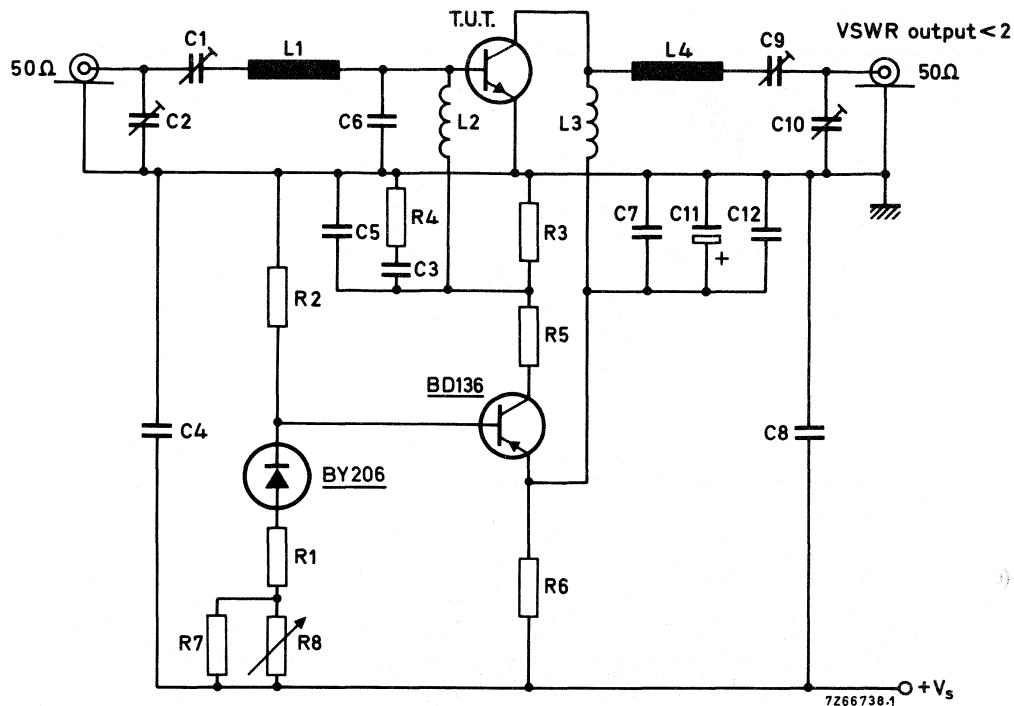 T.U.T.
VSWR output<2
C1
L1
L4
C9
50Ω
50Ω
C2
C6
L2
L3
C10
C5
R4
R3
C7
C11
C12
+
C3
R2
R5
BD136
C4
C8
BY206
R1
R6
R7
R8
+Vs
7Z66738.1